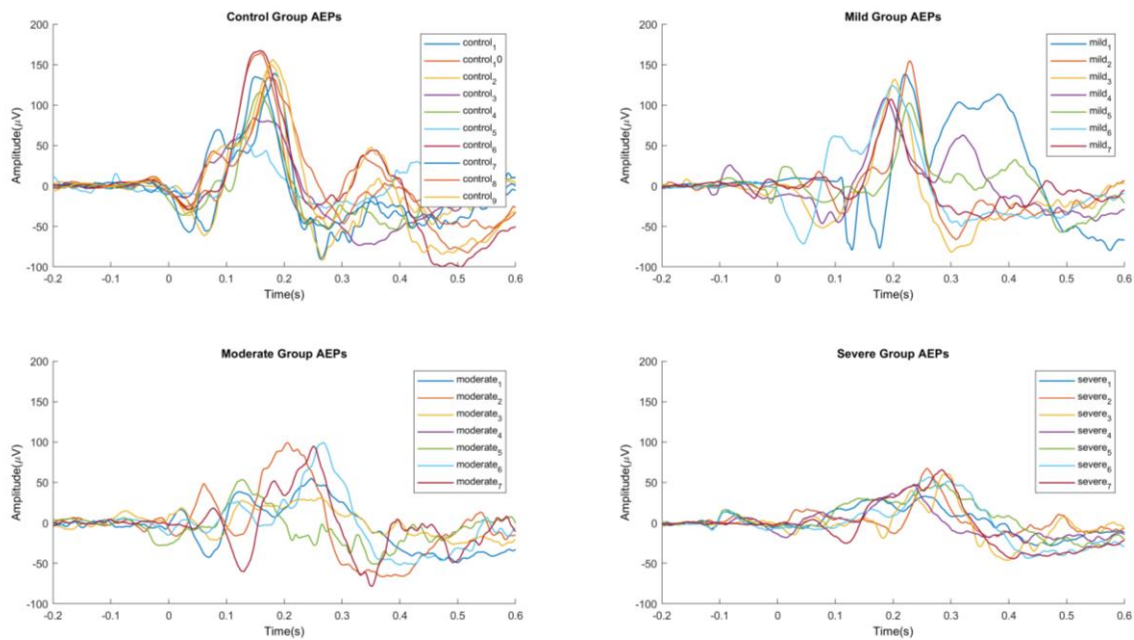 Control Group AEPs
Amplitude(μV)
200
150
100
50
0
-50
-100
-0.2 -0.1 0 0.1 0.2 0.3 0.4 0.5 0.6
Time(s)
control₁
control₁0
control₂
control₃
control₄
control₅
control₆
control₇
control₈
control₉
Mild Group AEPs
Amplitude(μV)
200
150
100
50
0
-50
-100
-0.2 -0.1 0 0.1 0.2 0.3 0.4 0.5 0.6
Time(s)
mild₁
mild₂
mild₃
mild₄
mild₅
mild₆
mild₇
Moderate Group AEPs
Amplitude(μV)
200
150
100
50
0
-50
-100
-0.2 -0.1 0 0.1 0.2 0.3 0.4 0.5 0.6
Time(s)
moderate₁
moderate₂
moderate₃
moderate₄
moderate₅
moderate₆
moderate₇
Severe Group AEPs
Amplitude(μV)
200
150
100
50
0
-50
-100
-0.2 -0.1 0 0.1 0.2 0.3 0.4 0.5 0.6
Time(s)
severe₁
severe₂
severe₃
severe₄
severe₅
severe₆
severe₇